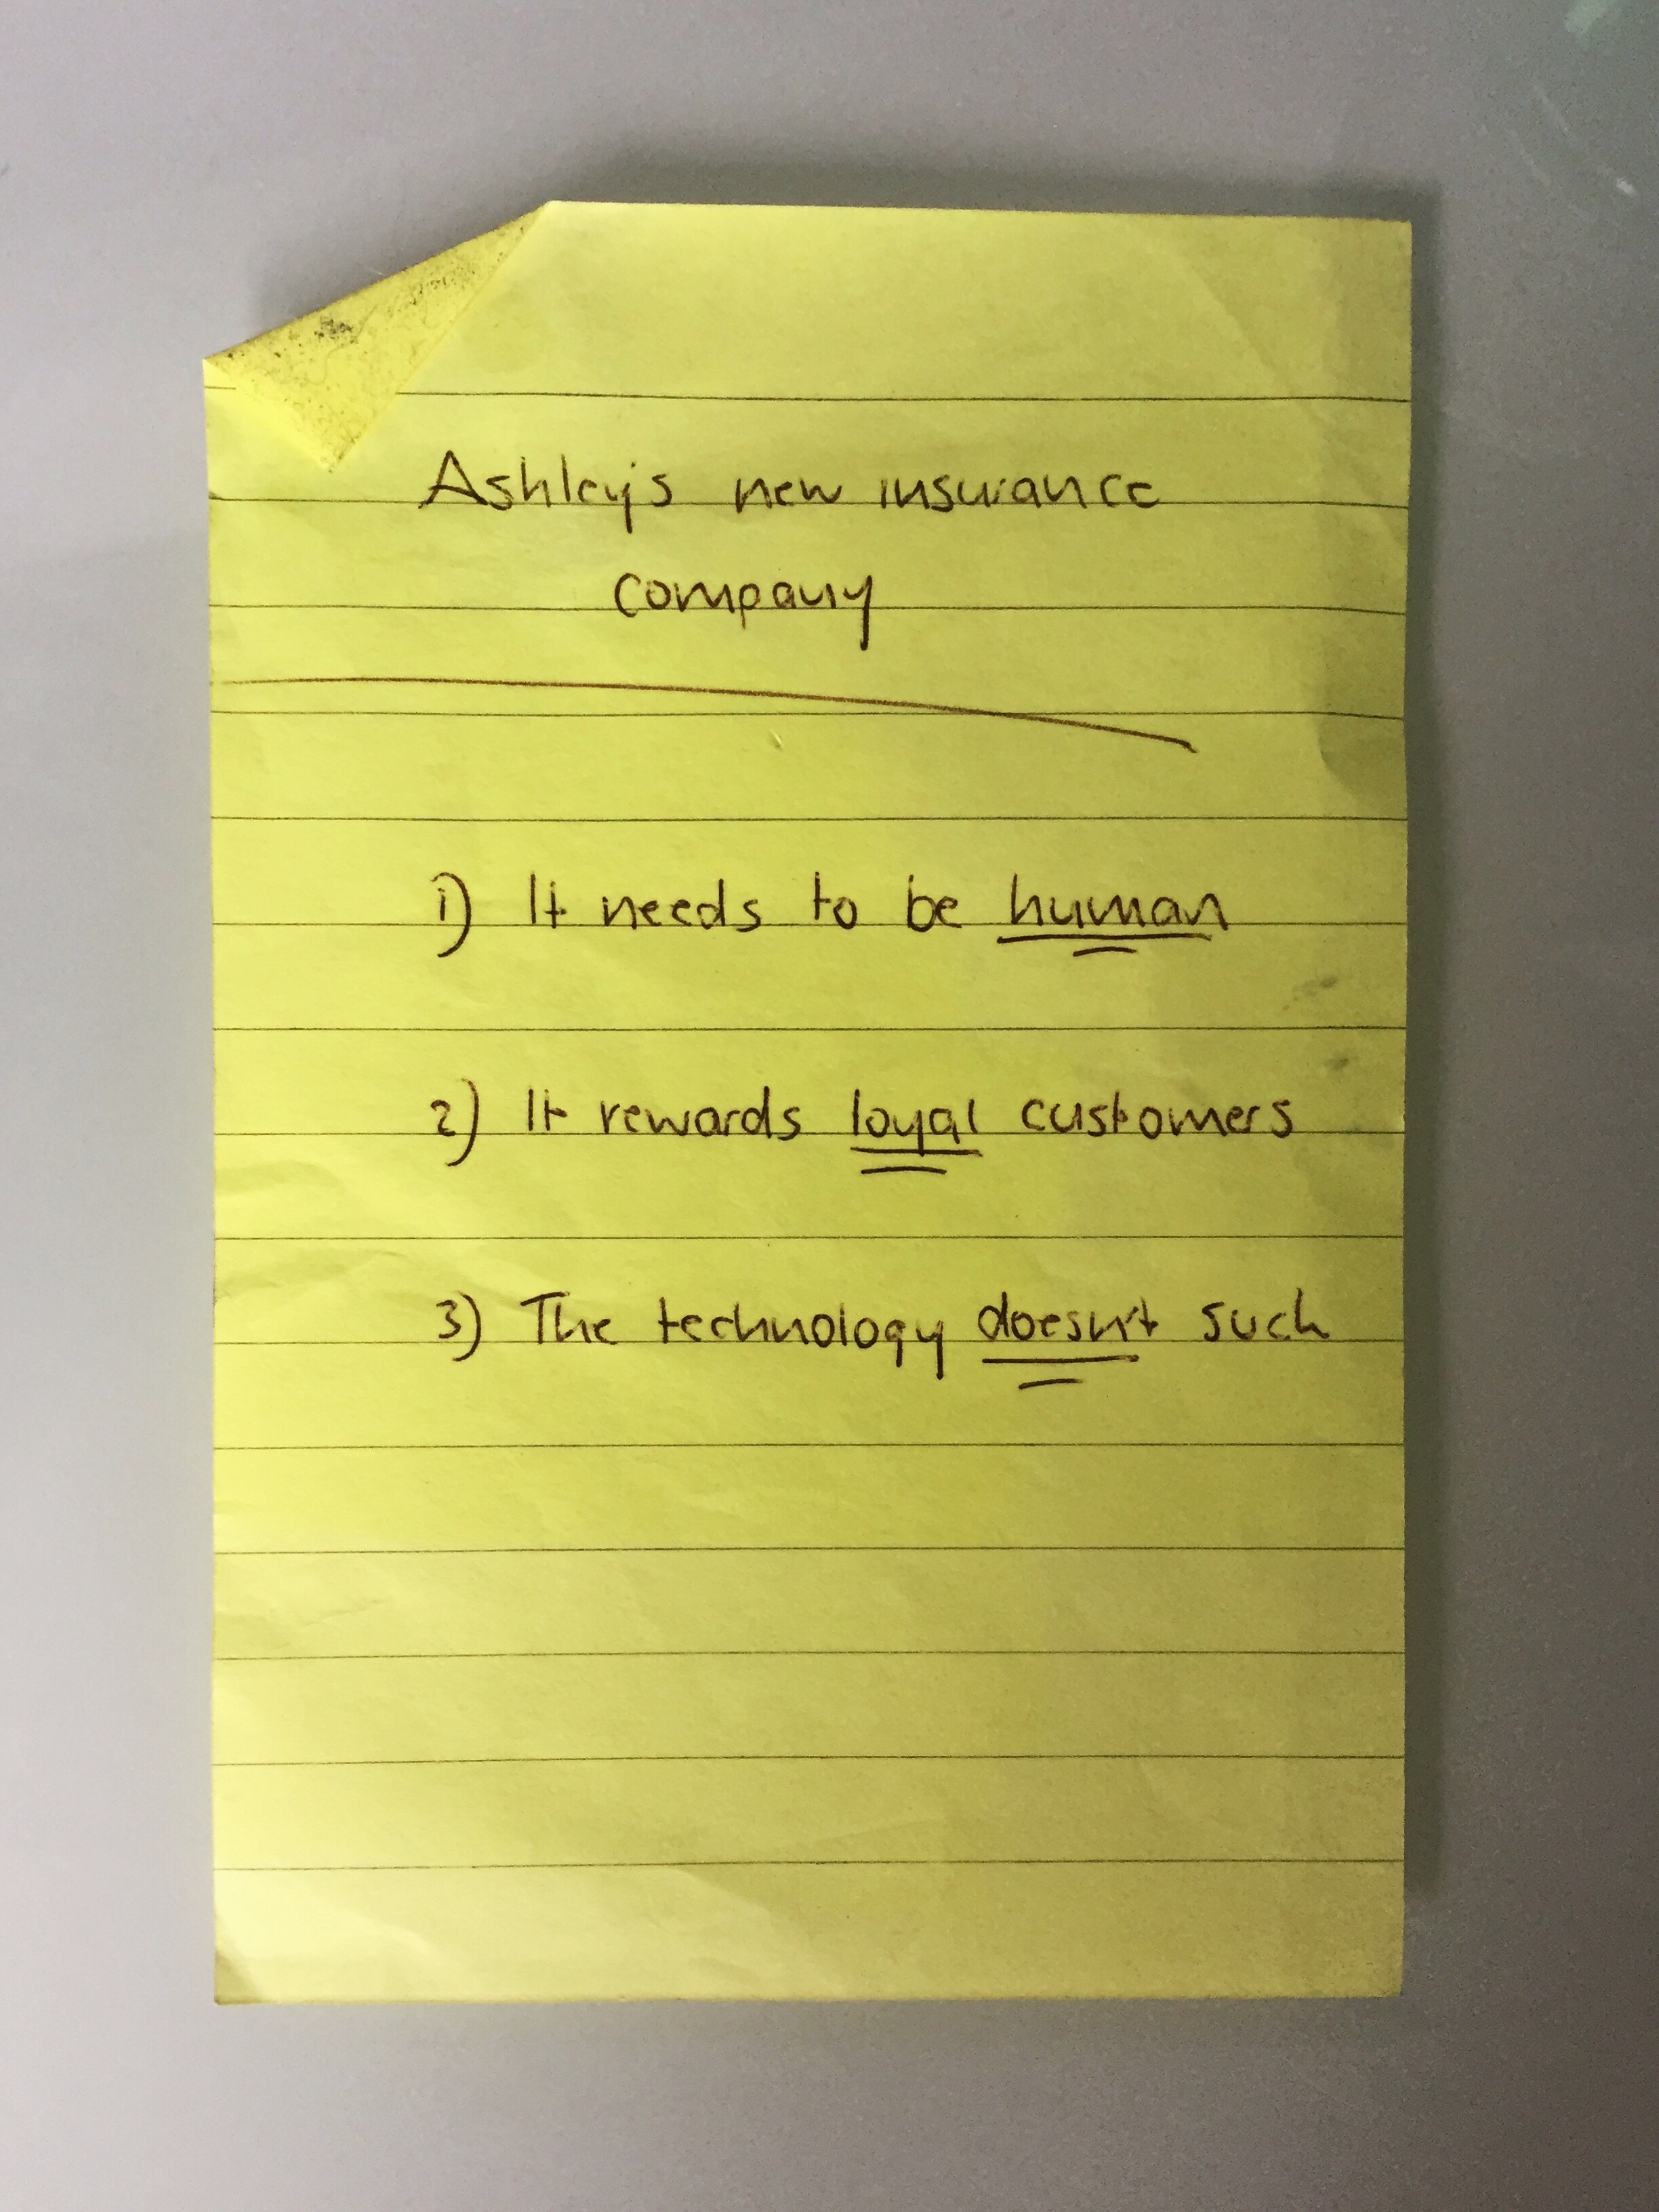 Ashley's new insurance
company
1) It needs to be human
2) It rewards loyal customers
3) The technology doesn't suck